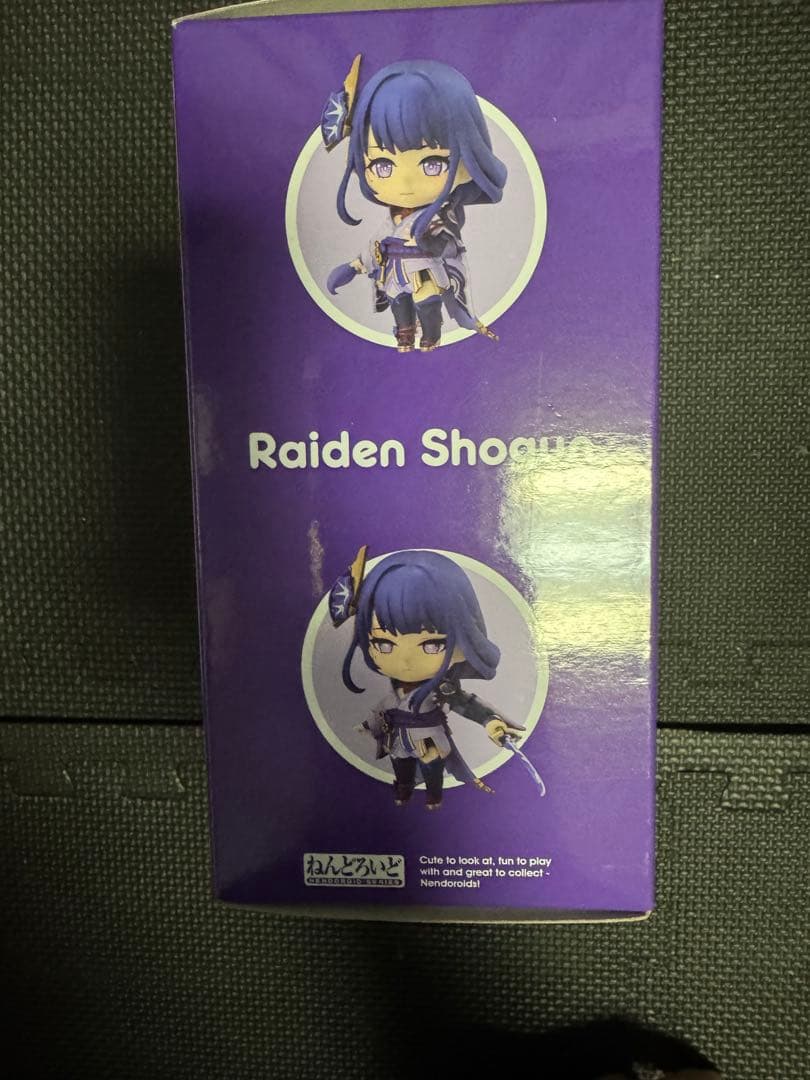 Raiden Shogun
ねんどろいど
NENDOROID SERIES
Cute to look at, fun to play
with and great to collect -
Nendoroids!